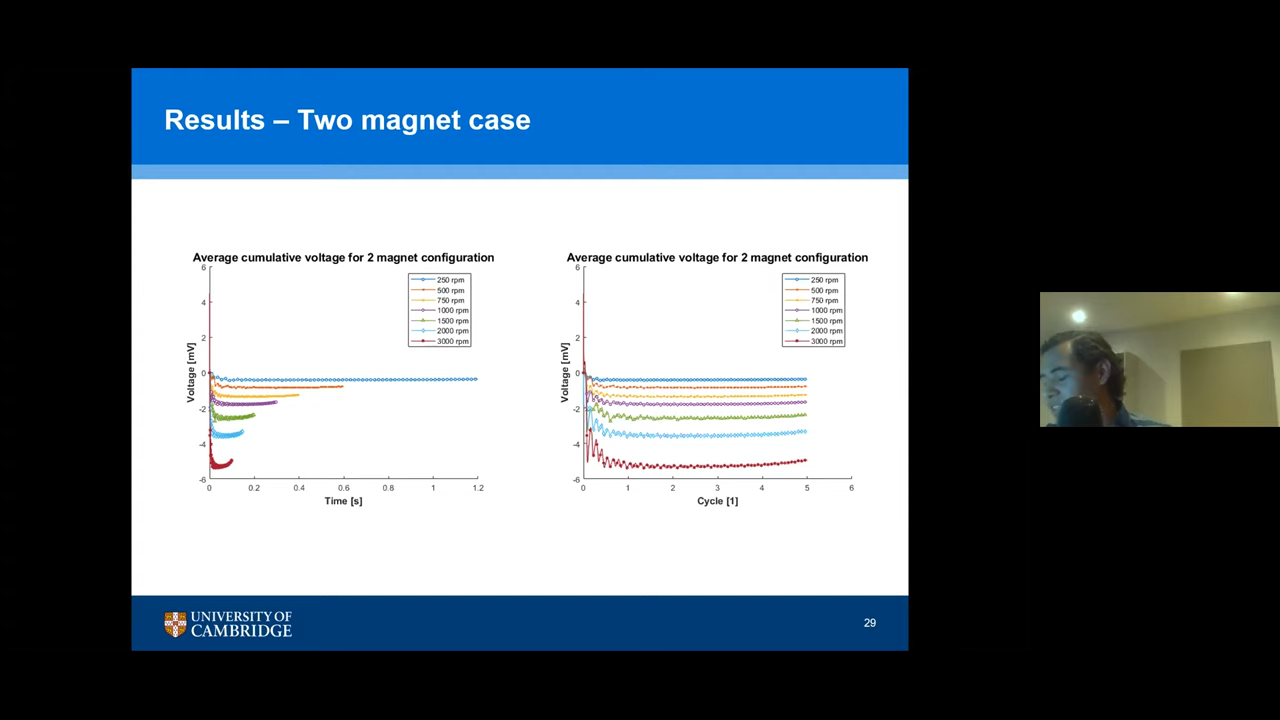 Results – Two magnet case
Average cumulative voltage for 2 magnet configuration
6
4
2
0
-2
-4
-6
Voltage [mV]
250 rpm
500 rpm
750 rpm
1000 rpm
1500 rpm
2000 rpm
3000 rpm
0 0.2 0.4 0.6 0.8 1 1.2
Time [s]
Average cumulative voltage for 2 magnet configuration
6
4
2
0
-2
-4
-6
Voltage [mV]
250 rpm
500 rpm
750 rpm
1000 rpm
1500 rpm
2000 rpm
3000 rpm
0 1 2 3 4 5 6
Cycle [1]
UNIVERSITY OF
CAMBRIDGE
29